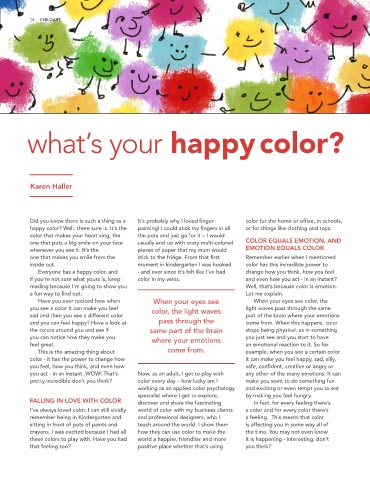 24 CHILDART
what's your happy color?
Karen Haller
Did you know there is such a thing as a
happy color? Well, there sure is. It's the
color that makes your heart sing, the
one that puts a big smile on your face
whenever you see it. It's the
one that makes you smile from the
inside out.
Everyone has a happy color, and
if you're not sure what yours is, keep
reading because I'm going to show you
a fun way to find out.
Have you ever noticed how when
you see a color it can make you feel
sad and then you see a different color
and you can feel happy? Have a look at
the colors around you and see if
you can notice how they make you
feel great.
This is the amazing thing about
color - it has the power to change how
you feel, how you think, and even how
you act - in an instant. WOW! That's
pretty incredible don't you think?
FALLING IN LOVE WITH COLOR
I've always loved color. I can still vividly
remember being in Kindergarten and
sitting in front of pots of paints and
crayons. I was excited because I had all
these colors to play with. Have you had
that feeling too?
It's probably why I loved finger
painting! I could stick my fingers in all
the pots and just go 'for it' – I would
usually end up with crazy multi-colored
pieces of paper that my mum would
stick to the fridge. From that first
moment in kindergarten I was hooked
- and ever since it's felt like I've had
color in my veins.
When your eyes see
color, the light waves
pass through the
same part of the brain
where your emotions
come from.
Now, as an adult, I get to play with
color every day – how lucky am I
working as an applied color psychology
specialist where I get to explore,
discover and share the fascinating
world of color with my business clients
and professional designers, who I
teach around the world. I show them
how they can use color to make the
world a happier, friendlier and more
positive place whether that's using
color for the home or office, in schools,
or for things like clothing and toys.
COLOR EQUALS EMOTION, AND
EMOTION EQUALS COLOR
Remember earlier when I mentioned
color has this incredible power to
change how you think, how you feel
and even how you act - in an instant?
Well, that's because color is emotion.
Let me explain.
When your eyes see color, the
light waves pass through the same
part of the brain where your emotions
come from. When this happens, color
stops being physical, as in something
you just see and you start to have
an emotional reaction to it. So for
example, when you see a certain color
it can make you feel happy, sad, silly,
safe, confident, creative or angry or
any other of the many emotions. It can
make you want to do something fun
and exciting or even tempt you to eat
by making you feel hungry.
In fact, for every feeling there's
a color and for every color there's
a feeling. This means that color
is affecting you in some way all of
the time. You may not even know
it is happening - interesting, don't
you think?